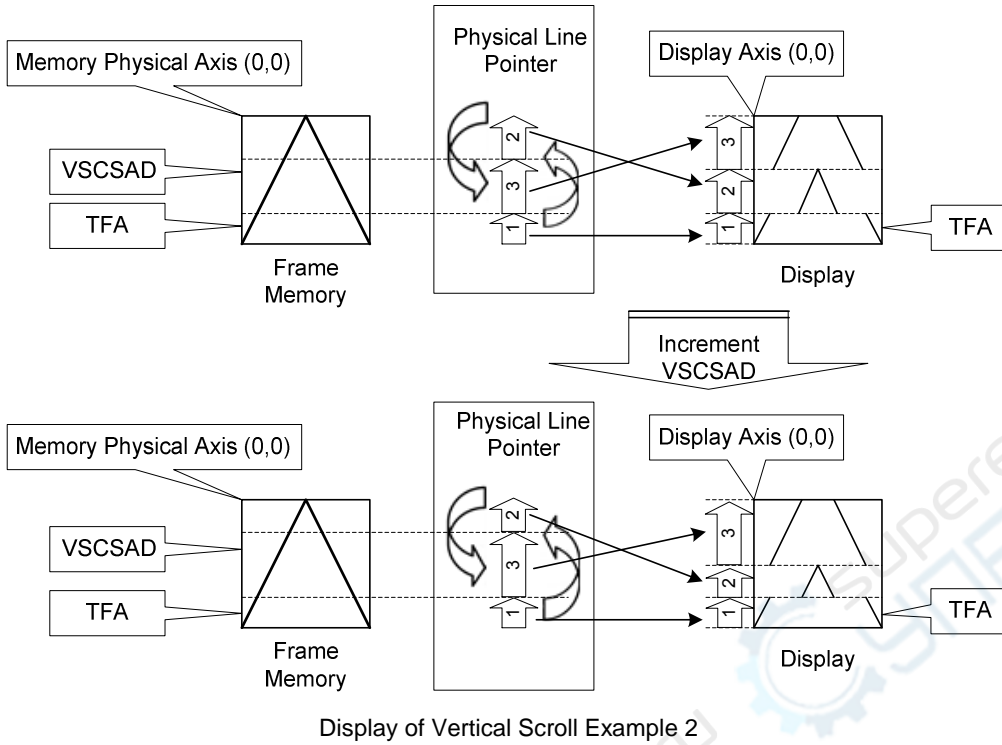 Physical Line
Pointer
Memory Physical Axis (0,0)
Display Axis (0,0)
VSCSAD
TFA
2
3
1
3
2
1
TFA
Frame
Memory
Display
Increment
VSCSAD
Physical Line
Pointer
Memory Physical Axis (0,0)
Display Axis (0,0)
VSCSAD
TFA
2
3
1
3
2
1
TFA
Frame
Memory
Display
Display of Vertical Scroll Example 2